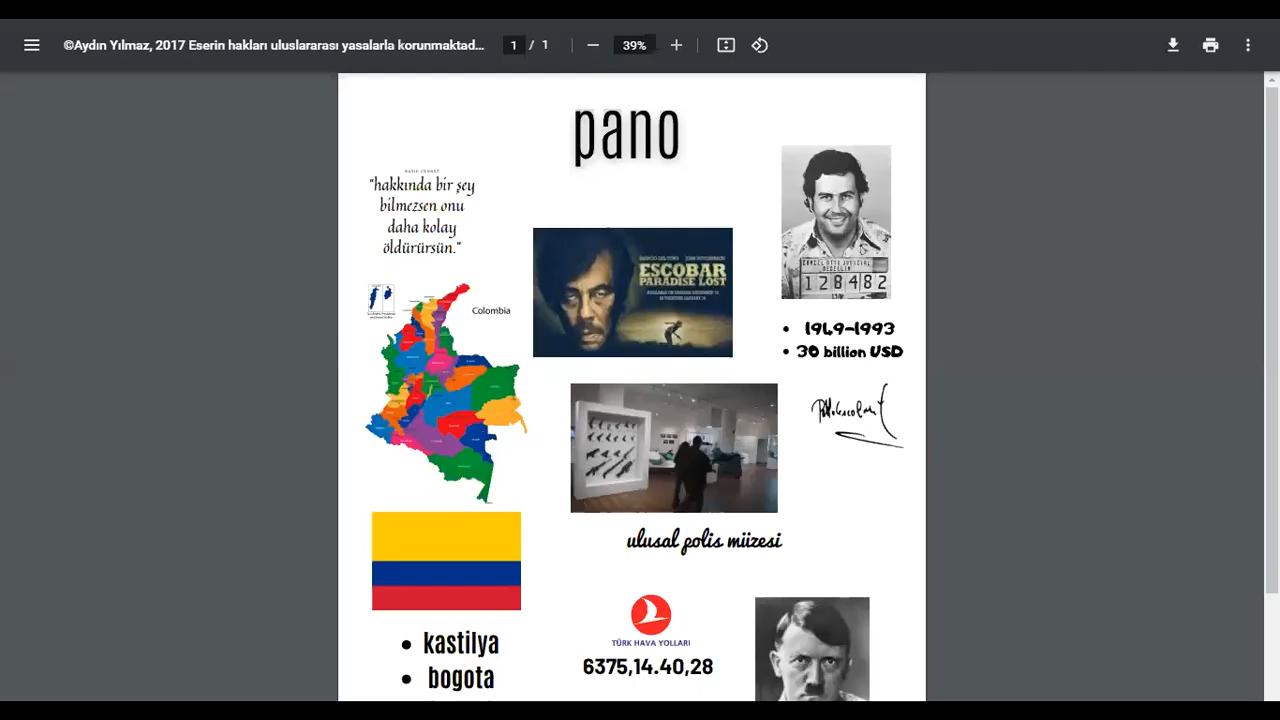 ©Aydın Yılmaz, 2017 Eserin hakları uluslararası yasalarla korunmaktad...
1 / 1
39%
pano
"hakkında bir şey
bilmezsen onu
daha kolay
öldürürsün."
Colombia
ESCOBAR
PARADISE LOST
128482
• 1949-1993
• 30 billion USD
ulusal polis müzesi
TÜRK HAVA YOLLARI
6375,14.40,28
• kastilya
• bogota